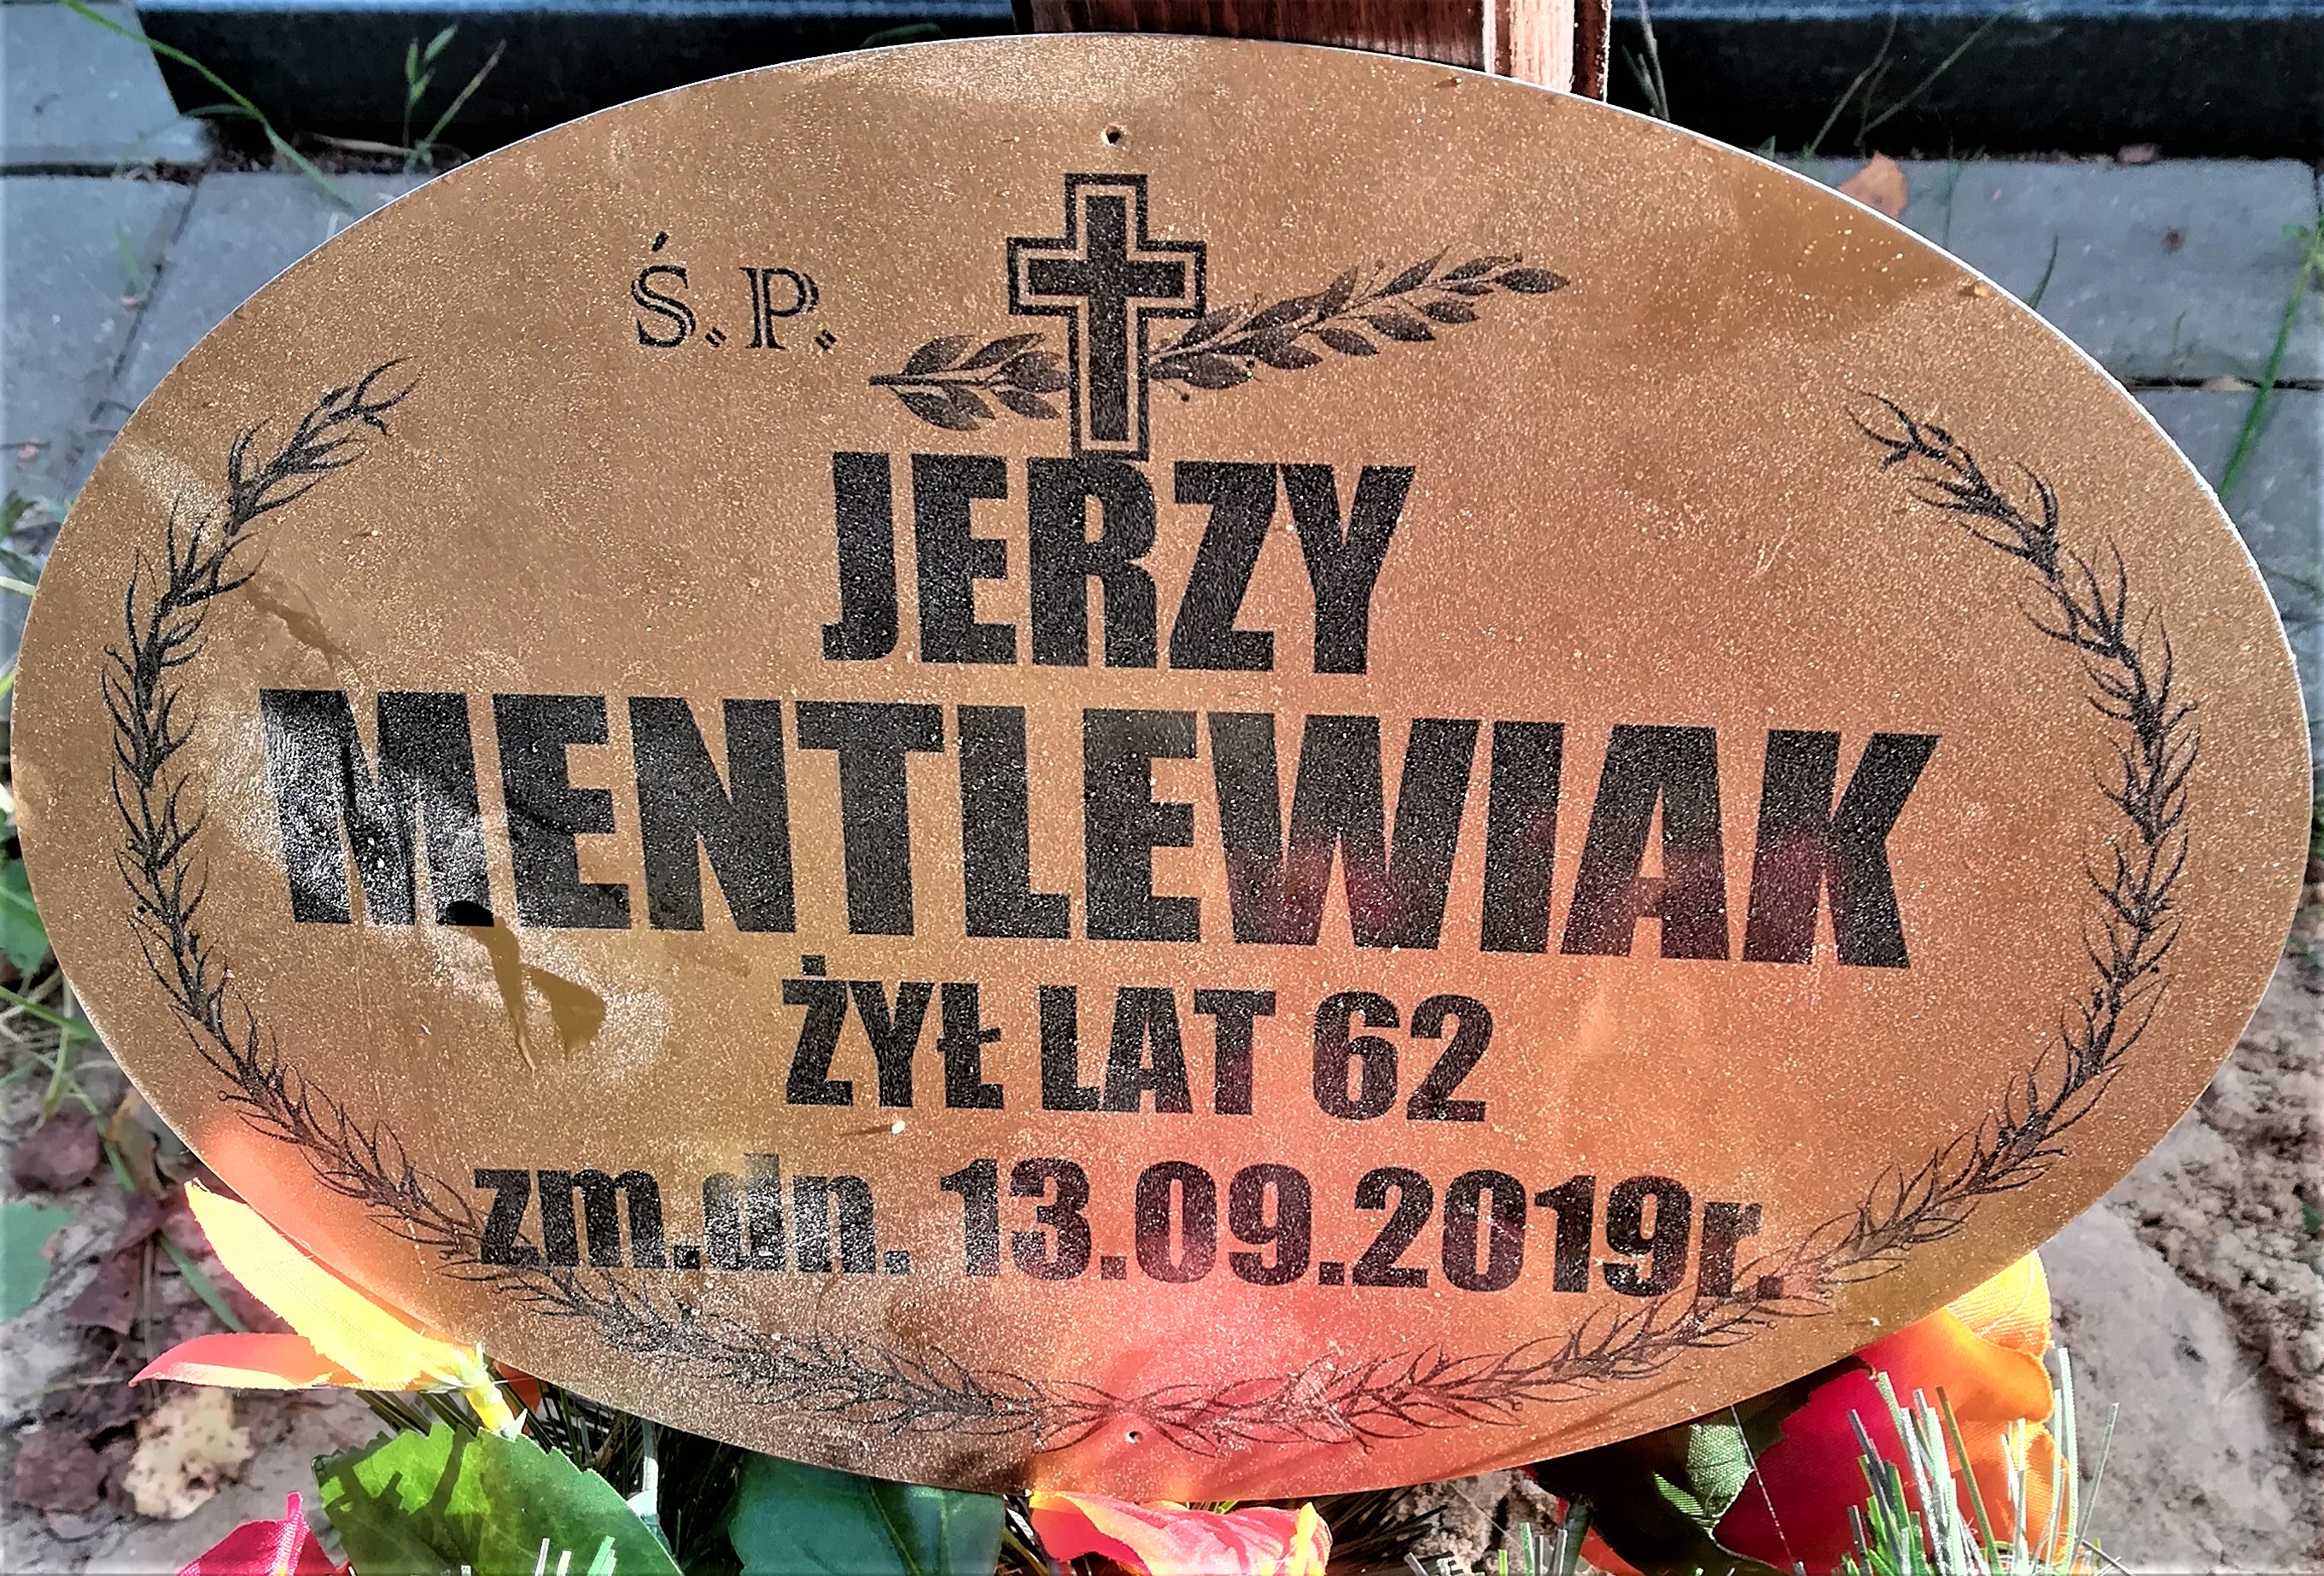 Ś.P.
JERZY
MENTLEWIAK
ŻYŁ LAT 62
zm.dn. 13.09.2019r.